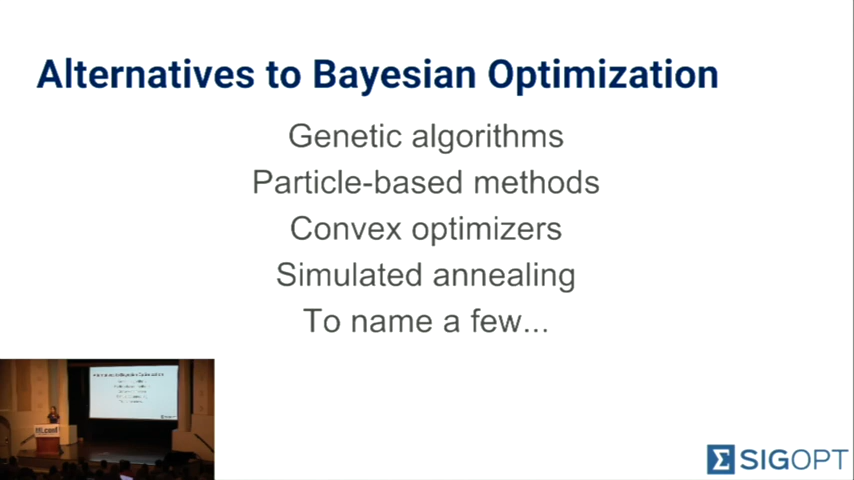 Alternatives to Bayesian Optimization
Genetic algorithms
Particle-based methods
Convex optimizers
Simulated annealing
To name a few...
SIGOPT